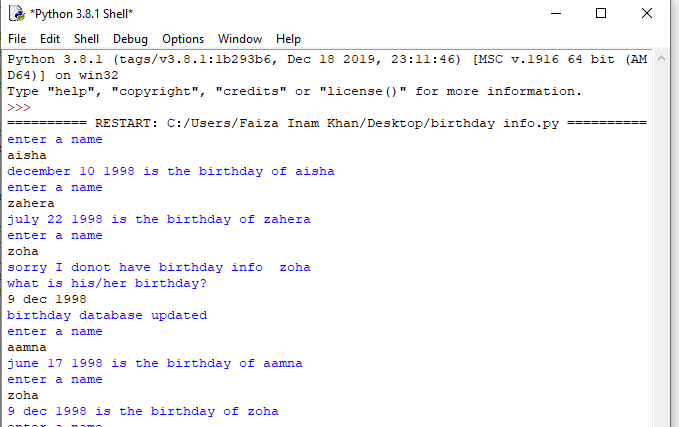 *Python 3.8.1 Shell*
File Edit Shell Debug Options Window Help
Python 3.8.1 (tags/v3.8.1:1b293b6, Dec 18 2019, 23:11:46) [MSC v.1916 64 bit (AM
D64)] on win32
Type "help", "copyright", "credits" or "license()" for more information.
>>>
========== RESTART: C:/Users/Faiza Inam Khan/Desktop/birthday info.py ==========
enter a name
aisha
december 10 1998 is the birthday of aisha
enter a name
zahera
july 22 1998 is the birthday of zahera
enter a name
zoha
sorry I donot have birthday info  zoha
what is his/her birthday?
9 dec 1998
birthday database updated
enter a name
aamna
june 17 1998 is the birthday of aamna
enter a name
zoha
9 dec 1998 is the birthday of zoha
enter a name